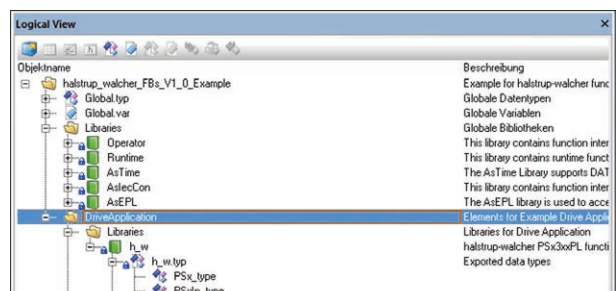 Logical View
Objektname Beschreibung
halstrup_walcher_FBs_V1_0_Example Example for halstrup-walcher func
Global.typ Globale Datentypen
Global.var Globale Variablen
Libraries Globale Bibliotheken
Operator This library contains function inter
Runtime This library contains runtime funct
AsTime The AsTime Library supports DAT
AsIecCon This library contains function inter
AsEPL The AsEPL library is used to acce
DriveApplication Elements for Example Drive Applic
Libraries Libraries for Drive Application
h_w halstrup-walcher PSx3xxPL functi
h_w.typ Exported data types
PSx_type